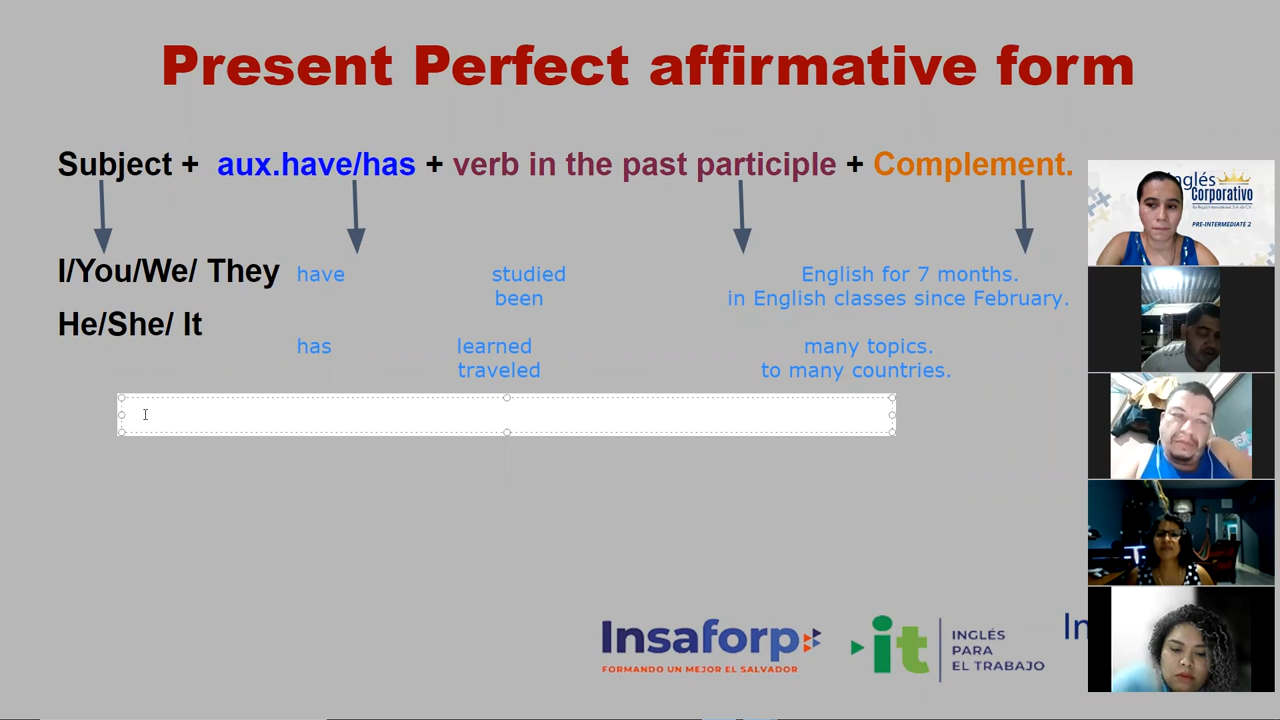 Present Perfect affirmative form
Subject + aux.have/has + verb in the past participle + Complement.
I/You/We/ They have studied English for 7 months.
been in English classes since February.
He/She/ It
has learned many topics.
traveled to many countries.
Inglés
Corporativo
PRE-INTERMEDIATE 2
Insaforp
FORMANDO UN MEJOR EL SALVADOR
it
INGLÉS
PARA
EL TRABAJO
In